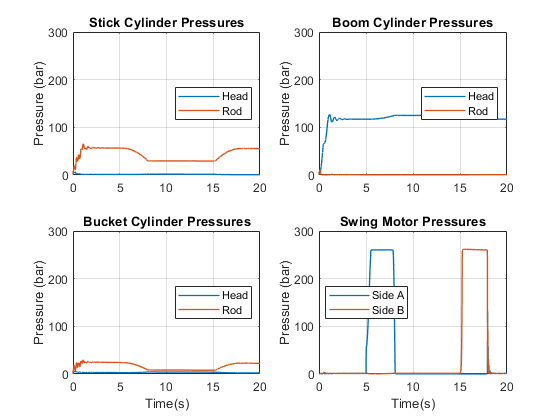 Stick Cylinder Pressures
300
200
100
0
Pressure (bar)
Head
Rod
0 5 10 15 20
Boom Cylinder Pressures
300
200
100
0
Pressure (bar)
Head
Rod
0 5 10 15 20
Bucket Cylinder Pressures
300
200
100
0
Pressure (bar)
Head
Rod
0 5 10 15 20
Time(s)
Swing Motor Pressures
300
200
100
0
Pressure (bar)
Side A
Side B
0 5 10 15 20
Time(s)